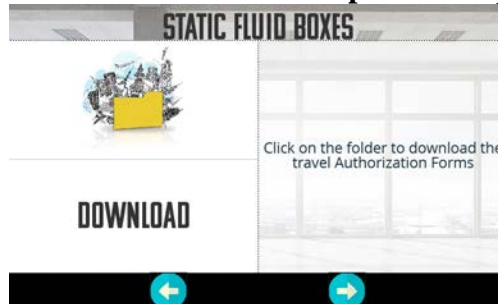 STATIC FLUID BOXES
Click on the folder to download the
travel Authorization Forms
DOWNLOAD